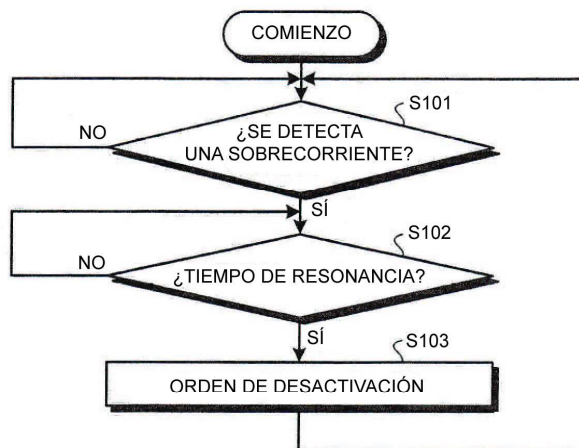 COMIENZO
S101
¿SE DETECTA
UNA SOBRECORRIENTE?
NO
SÍ
S102
¿TIEMPO DE RESONANCIA?
NO
SÍ
S103
ORDEN DE DESACTIVACIÓN